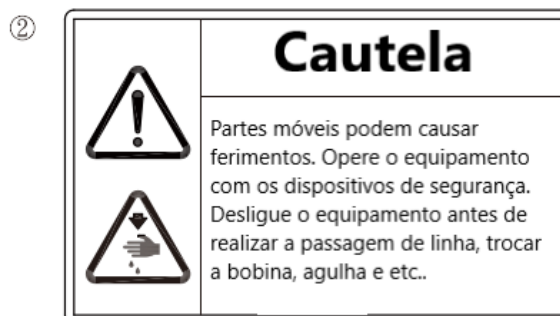 ②
Cautela
Partes móveis podem causar
ferimentos. Opere o equipamento
com os dispositivos de segurança.
Desligue o equipamento antes de
realizar a passagem de linha, trocar
a bobina, agulha e etc..